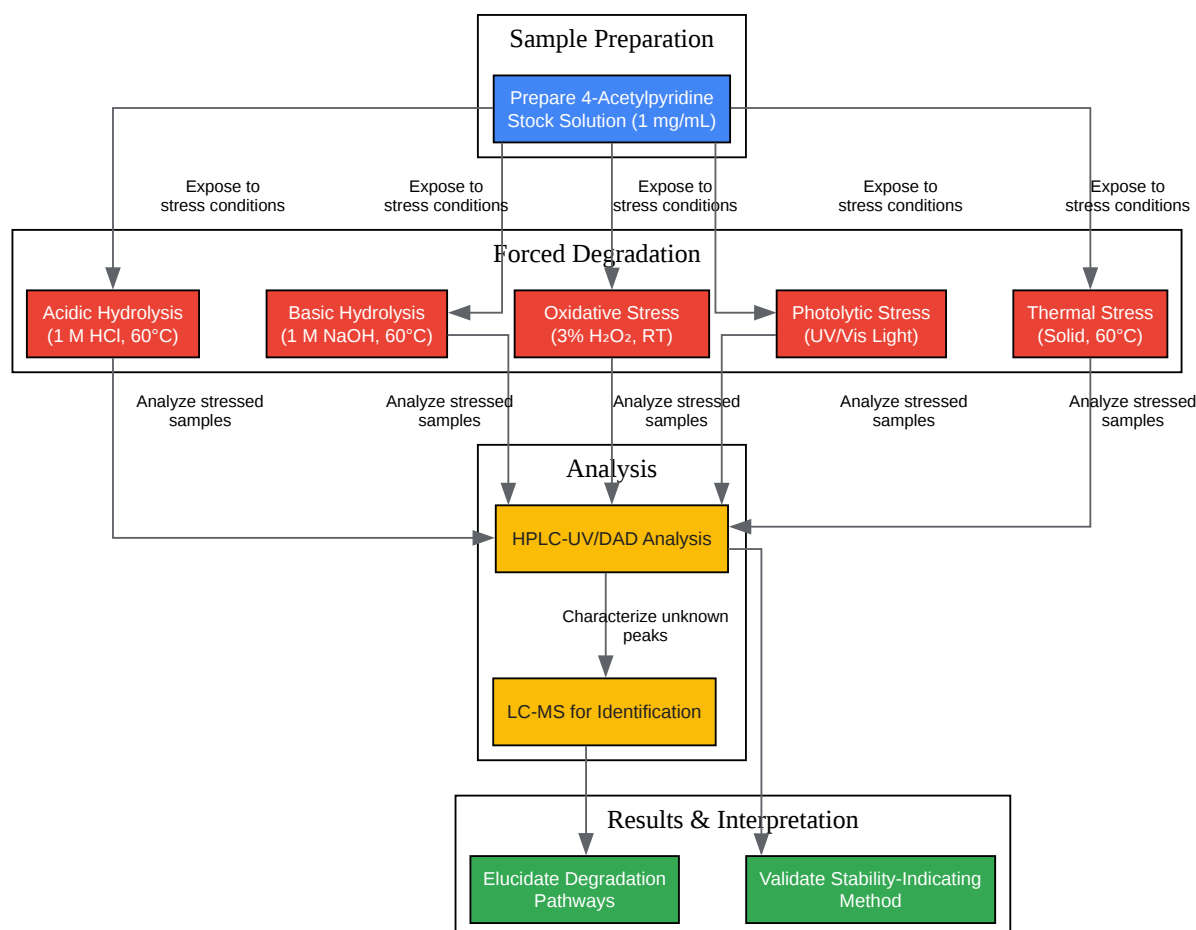 Sample Preparation
Prepare 4-Acetylpyridine
Stock Solution (1 mg/mL)
Expose to
stress conditions
Expose to
stress conditions
Expose to
stress conditions
Expose to
stress conditions
Expose to
stress conditions
Forced Degradation
Acidic Hydrolysis
(1 M HCl, 60°C)
Basic Hydrolysis
(1 M NaOH, 60°C)
Oxidative Stress
(3% H₂O₂, RT)
Photolytic Stress
(UV/Vis Light)
Thermal Stress
(Solid, 60°C)
Analyze stressed
samples
Analyze stressed
samples
Analyze stressed
samples
Analyze stressed
samples
Analyze stressed
samples
Analysis
HPLC-UV/DAD Analysis
Characterize unknown
peaks
LC-MS for Identification
Results & Interpretation
Elucidate Degradation
Pathways
Validate Stability-Indicating
Method